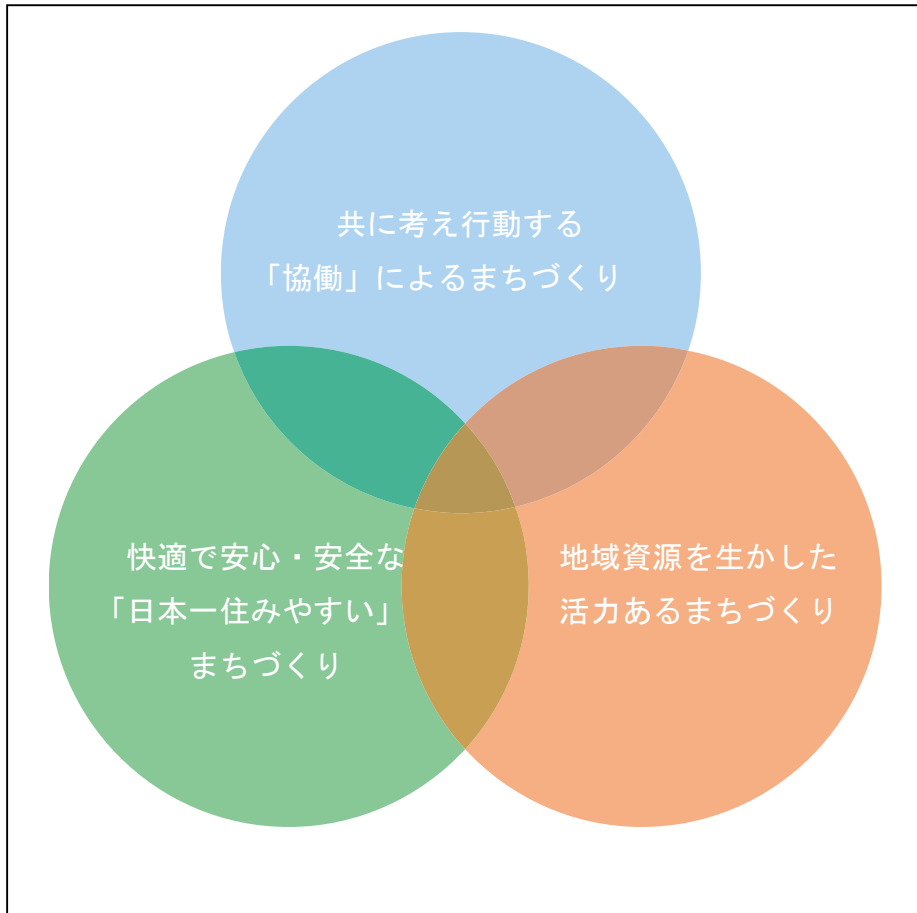 共に考え行動する
「協働」によるまちづくり
快適で安心・安全な
「日本一住みやすい」
まちづくり
地域資源を生かした
活力あるまちづくり